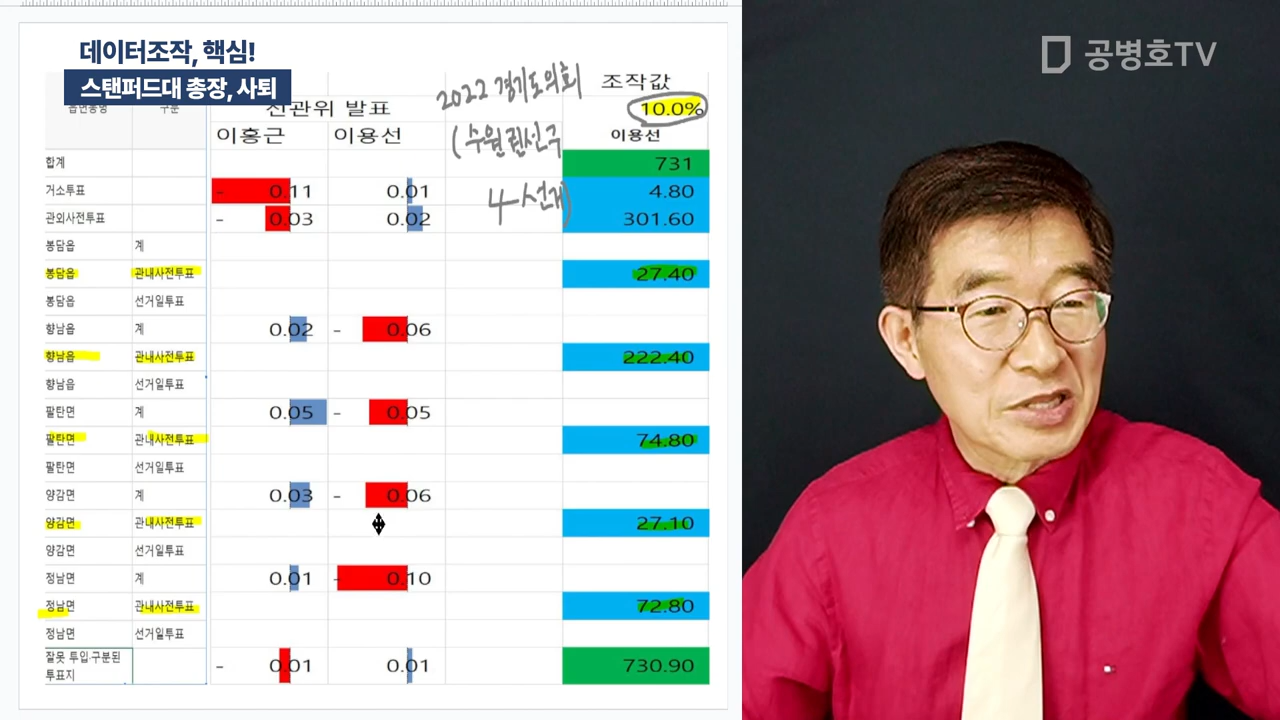 데이터조작, 핵심!
스탠퍼드대 총장, 사퇴
공병호TV
2022 경기도의회
(수원 권선구
4선거)
조작값
읍면동명 구분 선관위 발표 10.0%
이홍근 이용선 이용선
합계 731
거소투표 - 0.11 0.01 4.80
관외사전투표 - 0.03 0.02 301.60
봉담읍 계
봉담읍 관내사전투표 27.40
봉담읍 선거일투표
향남읍 계 0.02 - 0.06
향남읍 관내사전투표 222.40
향남읍 선거일투표
팔탄면 계 0.05 - 0.05
팔탄면 관내사전투표 74.80
팔탄면 선거일투표
양감면 계 0.03 - 0.06
양감면 관내사전투표 27.10
양감면 선거일투표
정남면 계 0.01 - 0.10
정남면 관내사전투표 72.80
정남면 선거일투표
잘못 투입·구분된
투표지 - 0.01 0.01 730.90